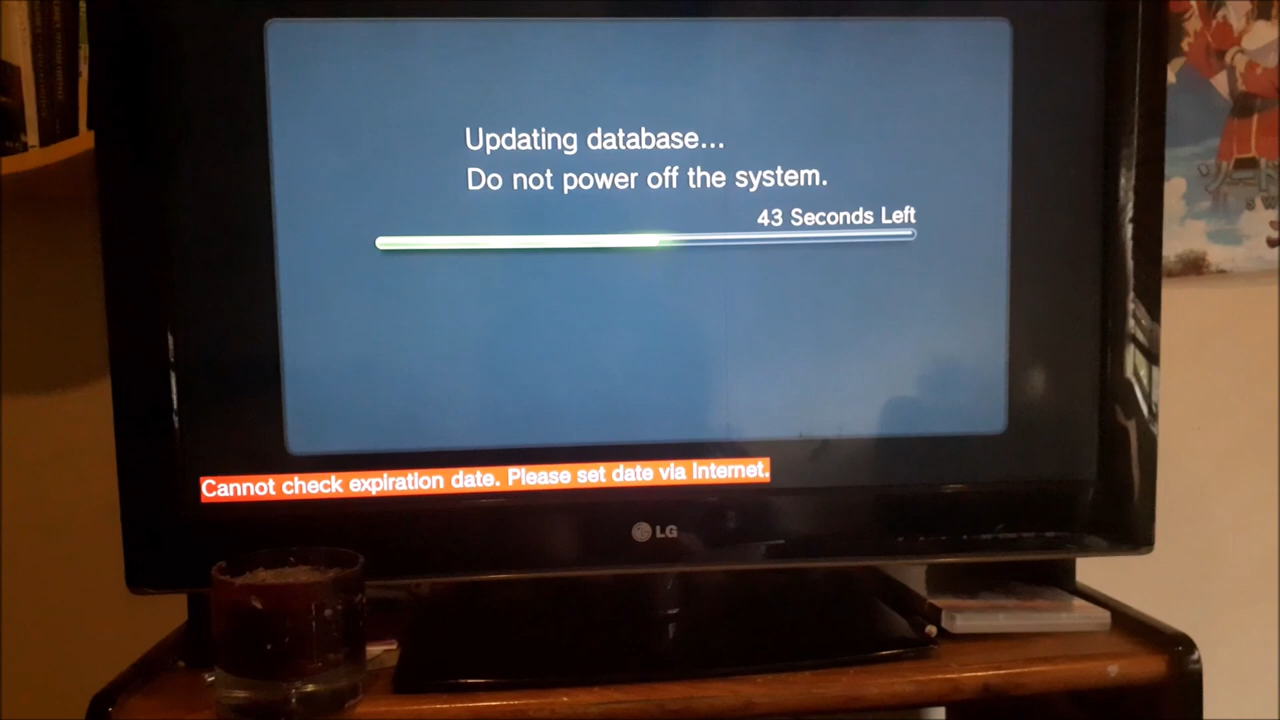 Updating database...
Do not power off the system.
43 Seconds Left
Cannot check expiration date. Please set date via Internet.
LG